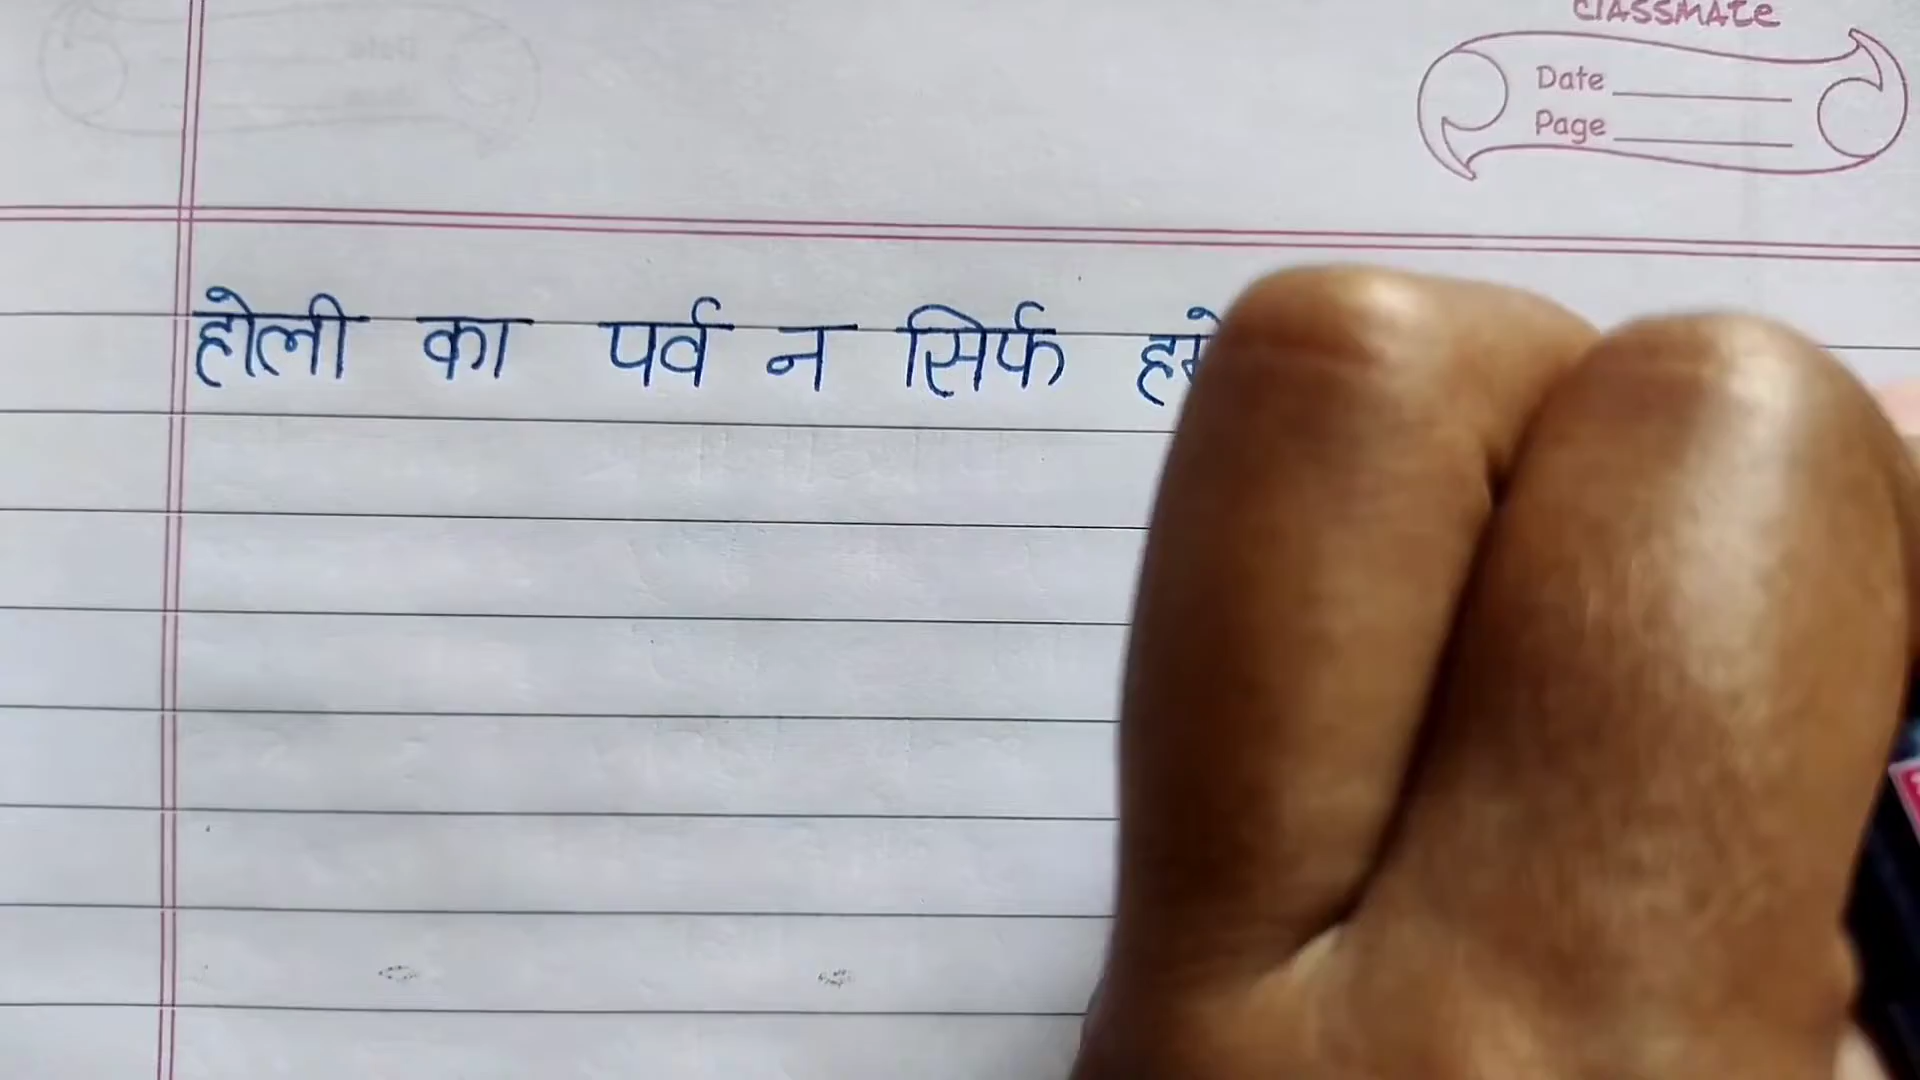 classmate
Date
Page
होली का पर्व न सिर्फ